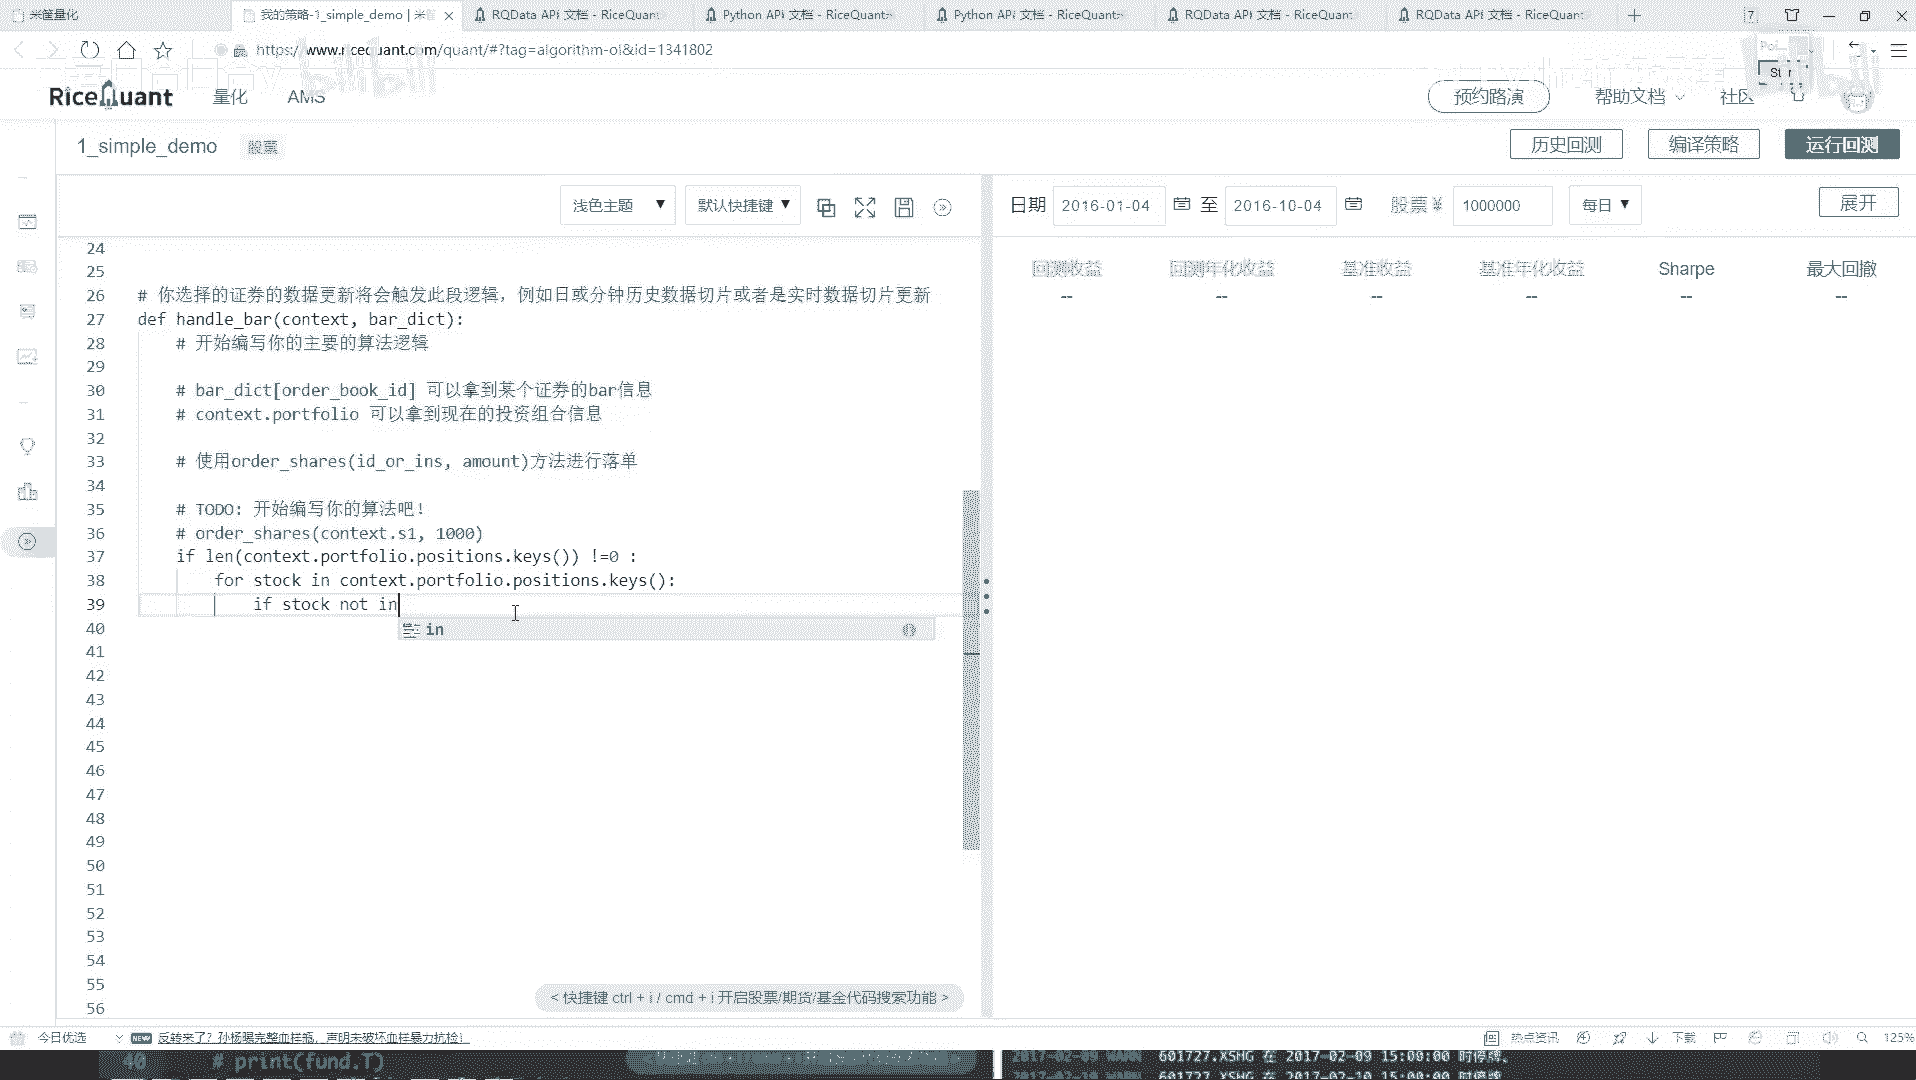 米筐量化
我的策略-1_simple_demo | 米筐
RQData API 文档 - RiceQuant
Python API 文档 - RiceQuant
Python API 文档 - RiceQuant
RQData API 文档 - RiceQuant
RQData API 文档 - RiceQuant
7
https://www.ricequant.com/quant/#?tag=algorithm-ol&id=1341802
RiceQuant 量化 AMS
预约路演 帮助文档 社区
1_simple_demo 股票
历史回测 编译策略 运行回测
浅色主题 ▼ 默认快捷键 ▼
日期 2016-01-04 至 2016-10-04 股票 ¥ 1000000 每日 ▼ 展开
回测收益 回测年化收益 基准收益 基准年化收益 Sharpe 最大回撤
-- -- -- -- -- --
24
25
26 # 你选择的证券的数据更新将会触发此段逻辑，例如日或分钟历史数据切片或者是实时数据切片更新
27 def handle_bar(context, bar_dict):
28 # 开始编写你的主要的算法逻辑
29
30 # bar_dict[order_book_id] 可以拿到某个证券的bar信息
31 # context.portfolio 可以拿到现在的投资组合信息
32
33 # 使用order_shares(id_or_ins, amount)方法进行落单
34
35 # TODO: 开始编写你的算法吧！
36 # order_shares(context.s1, 1000)
37 if len(context.portfolio.positions.keys()) !=0 :
38 for stock in context.portfolio.positions.keys():
39 if stock not in
in
40
41
42
43
44
45
46
47
48
49
50
51
52
53
54
55
56
< 快捷键 ctrl + i / cmd + i 开启股票/期货/基金代码搜索功能 >
今日优选 NEW 反转来了？孙杨曝完整血样瓶，声明未破坏血样暴力抗检！
热点资讯 下载 125%
40 # print(fund.T)
2017-02-09 WARN 601727.XSHG 在 2017-02-09 15:00:00 时停牌。
601727.XSHG 在 2017-02-10 15:00:00 时停牌。